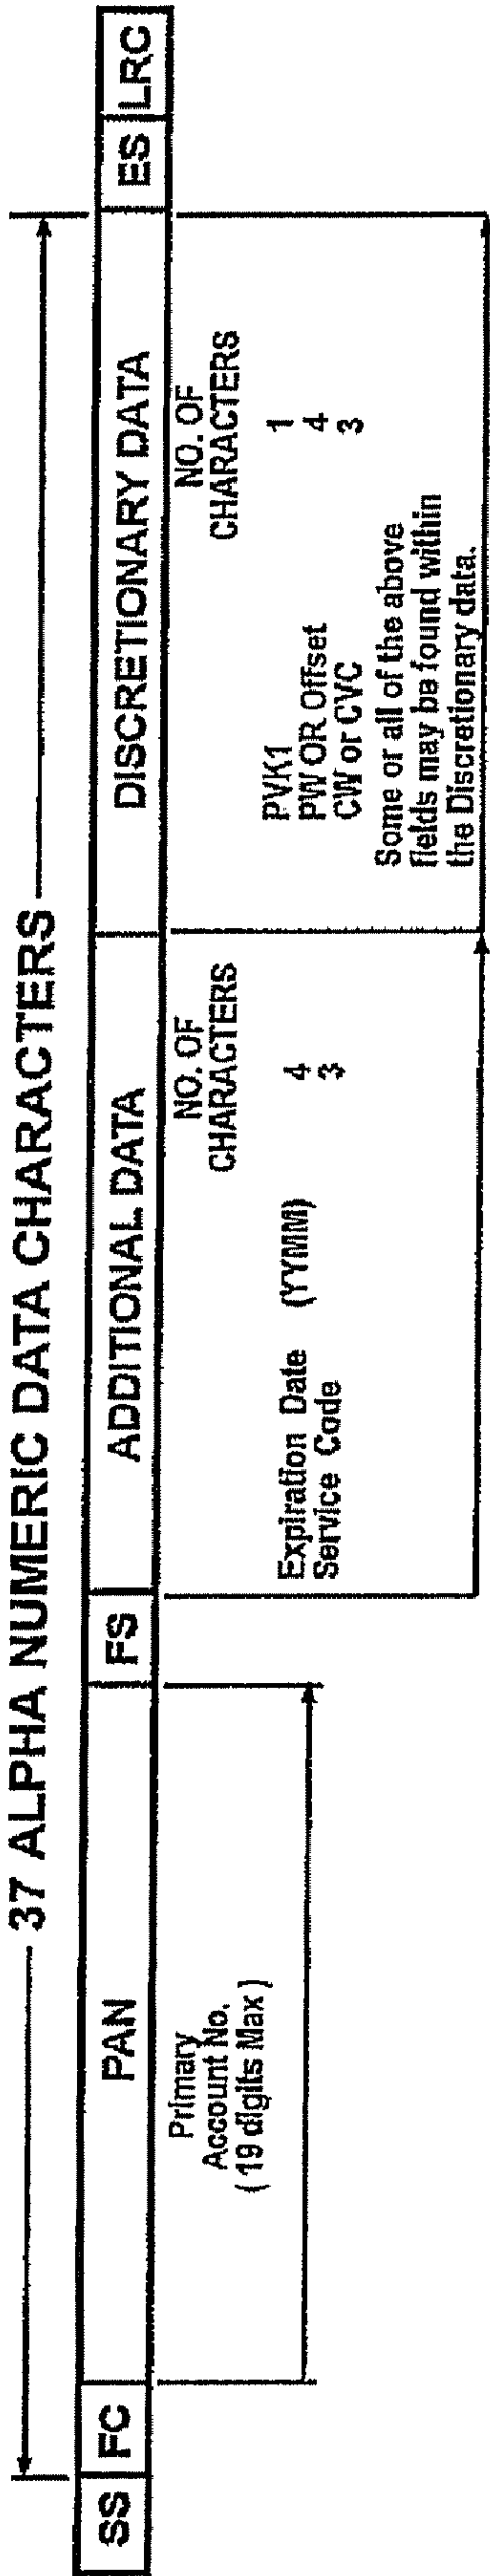 37 ALPHA NUMERIC DATA CHARACTERS
SS FC PAN FS ADDITIONAL DATA DISCRETIONARY DATA ES LRC
Primary
Account No.
( 19 digits Max )
NO. OF
CHARACTERS
Expiration Date (YYMM) 4
Service Code 3
NO. OF
CHARACTERS
PVK1 1
PW OR Offset 4
CW or CVC 3
Some or all of the above
fields may be found within
the Discretionary data.